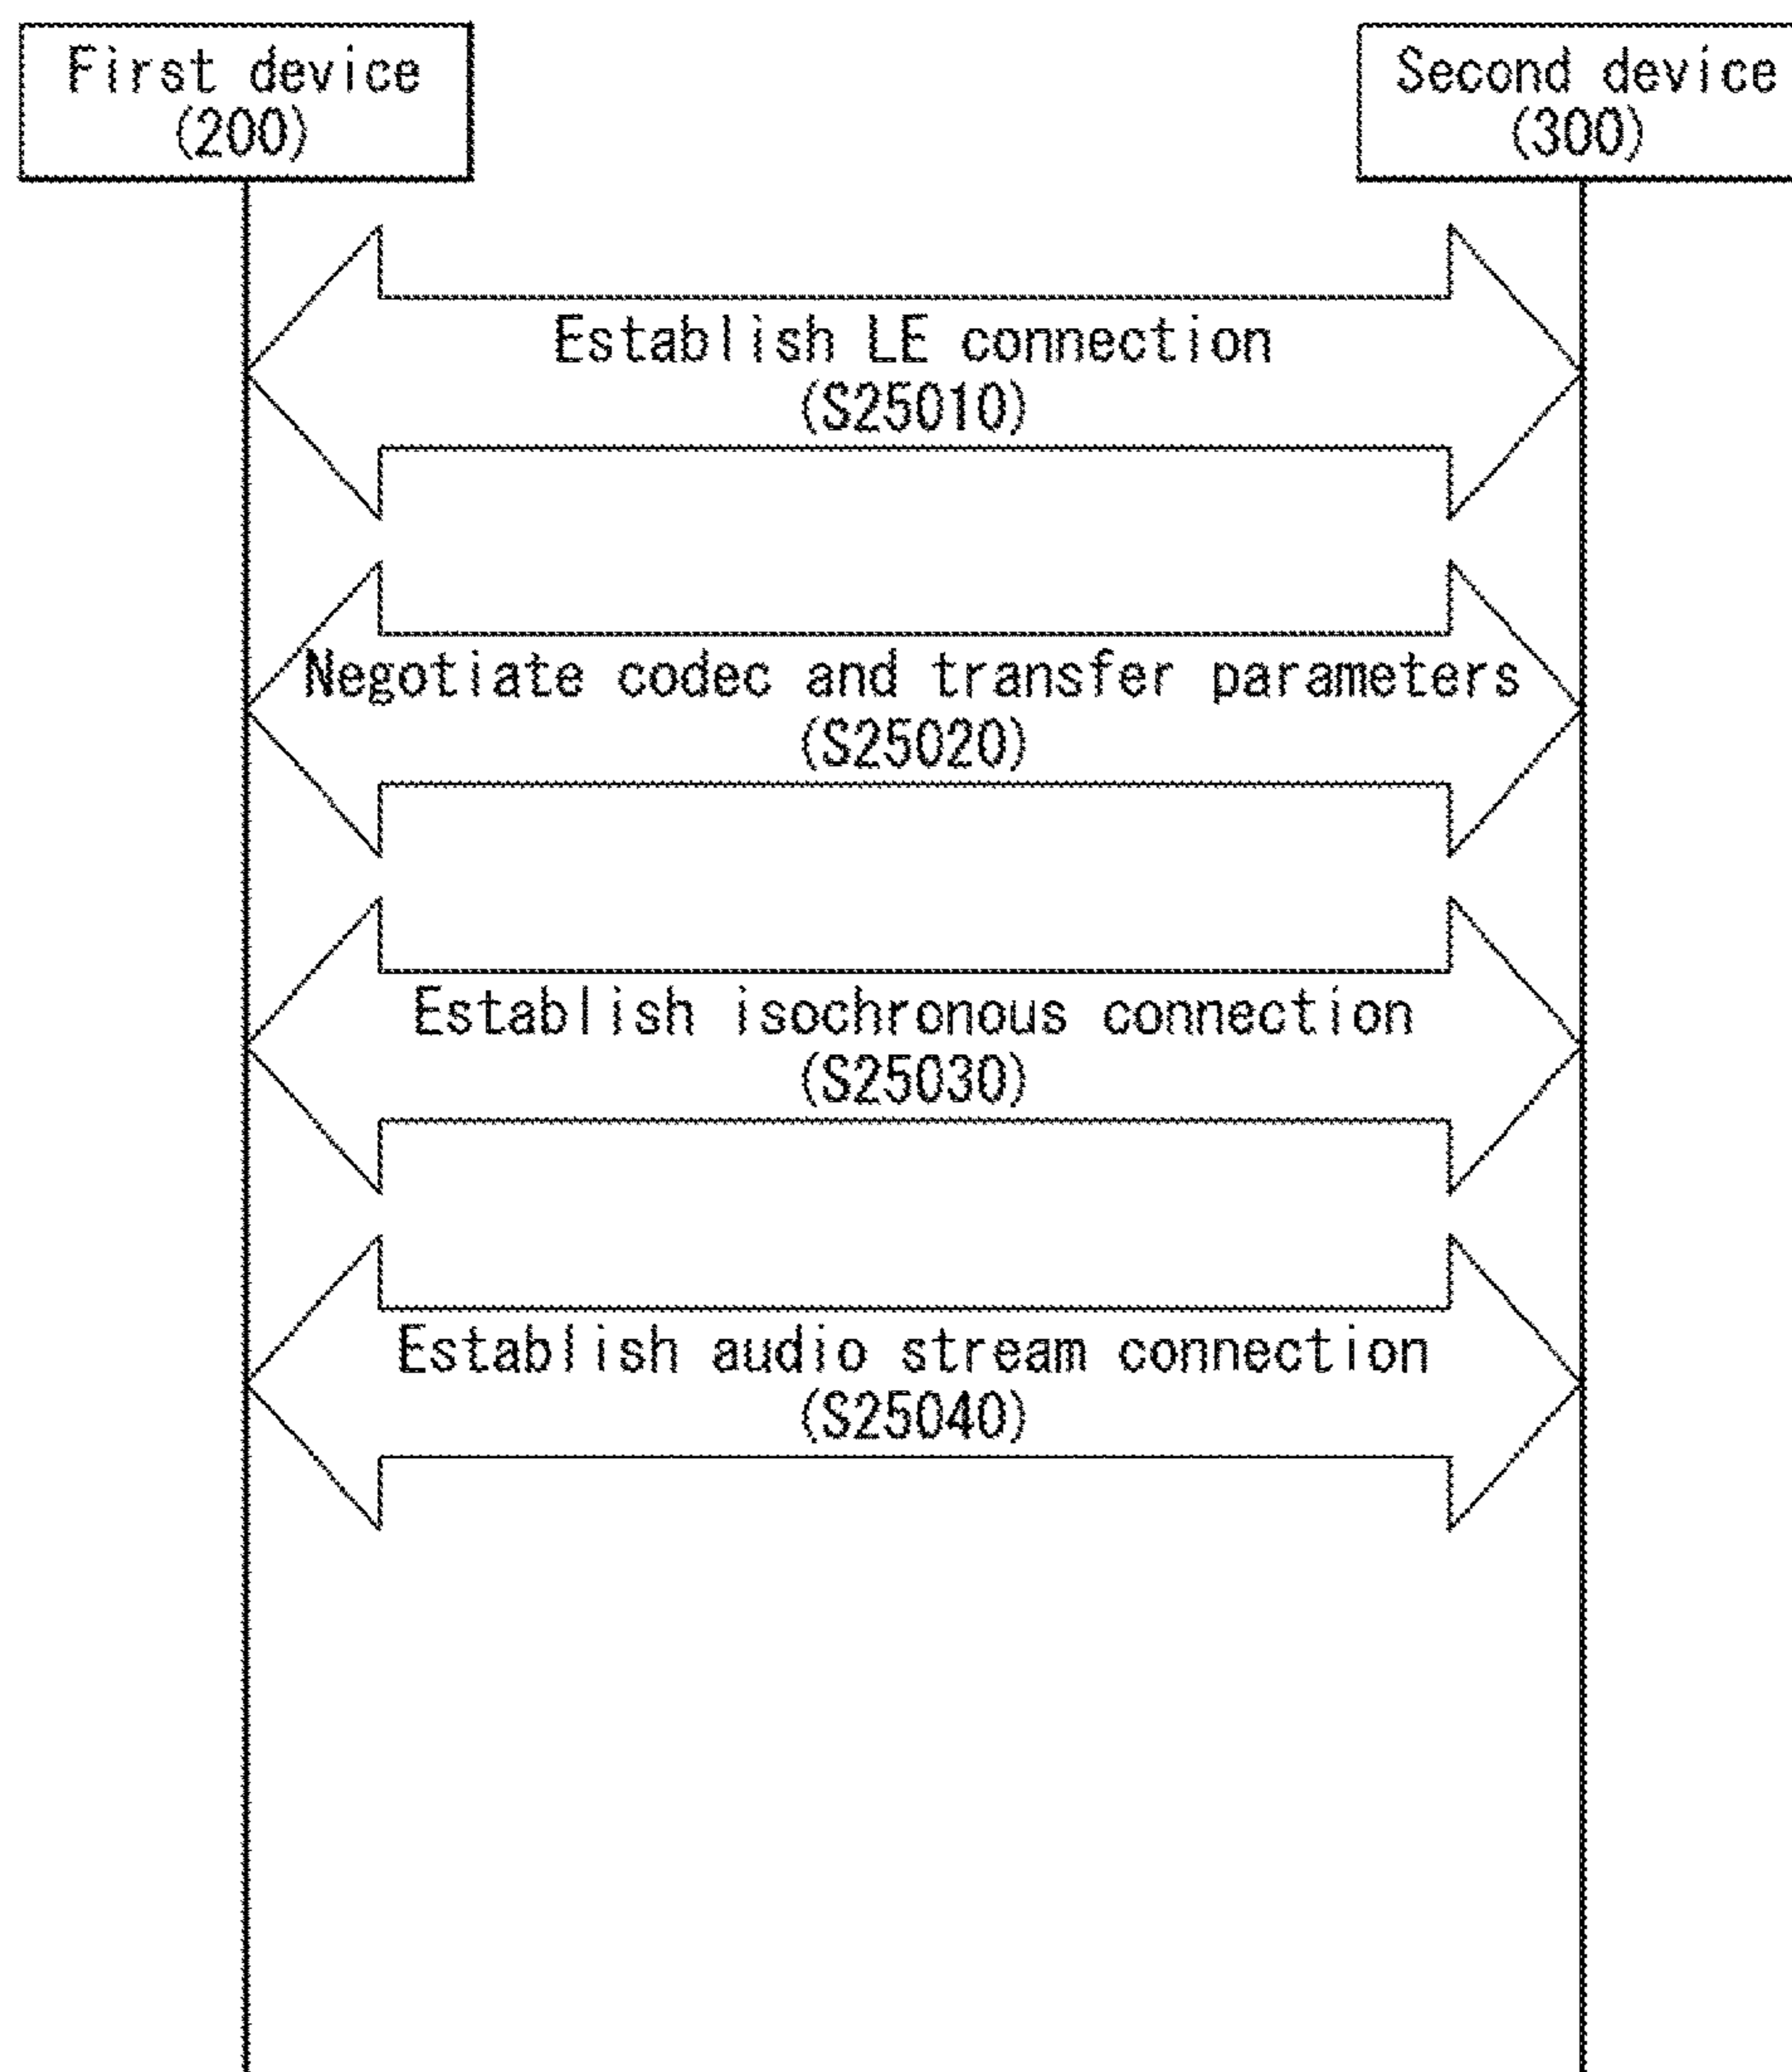 First device
(200)
Second device
(300)
Establish LE connection
(S25010)
Negotiate codec and transfer parameters
(S25020)
Establish isochronous connection
(S25030)
Establish audio stream connection
(S25040)